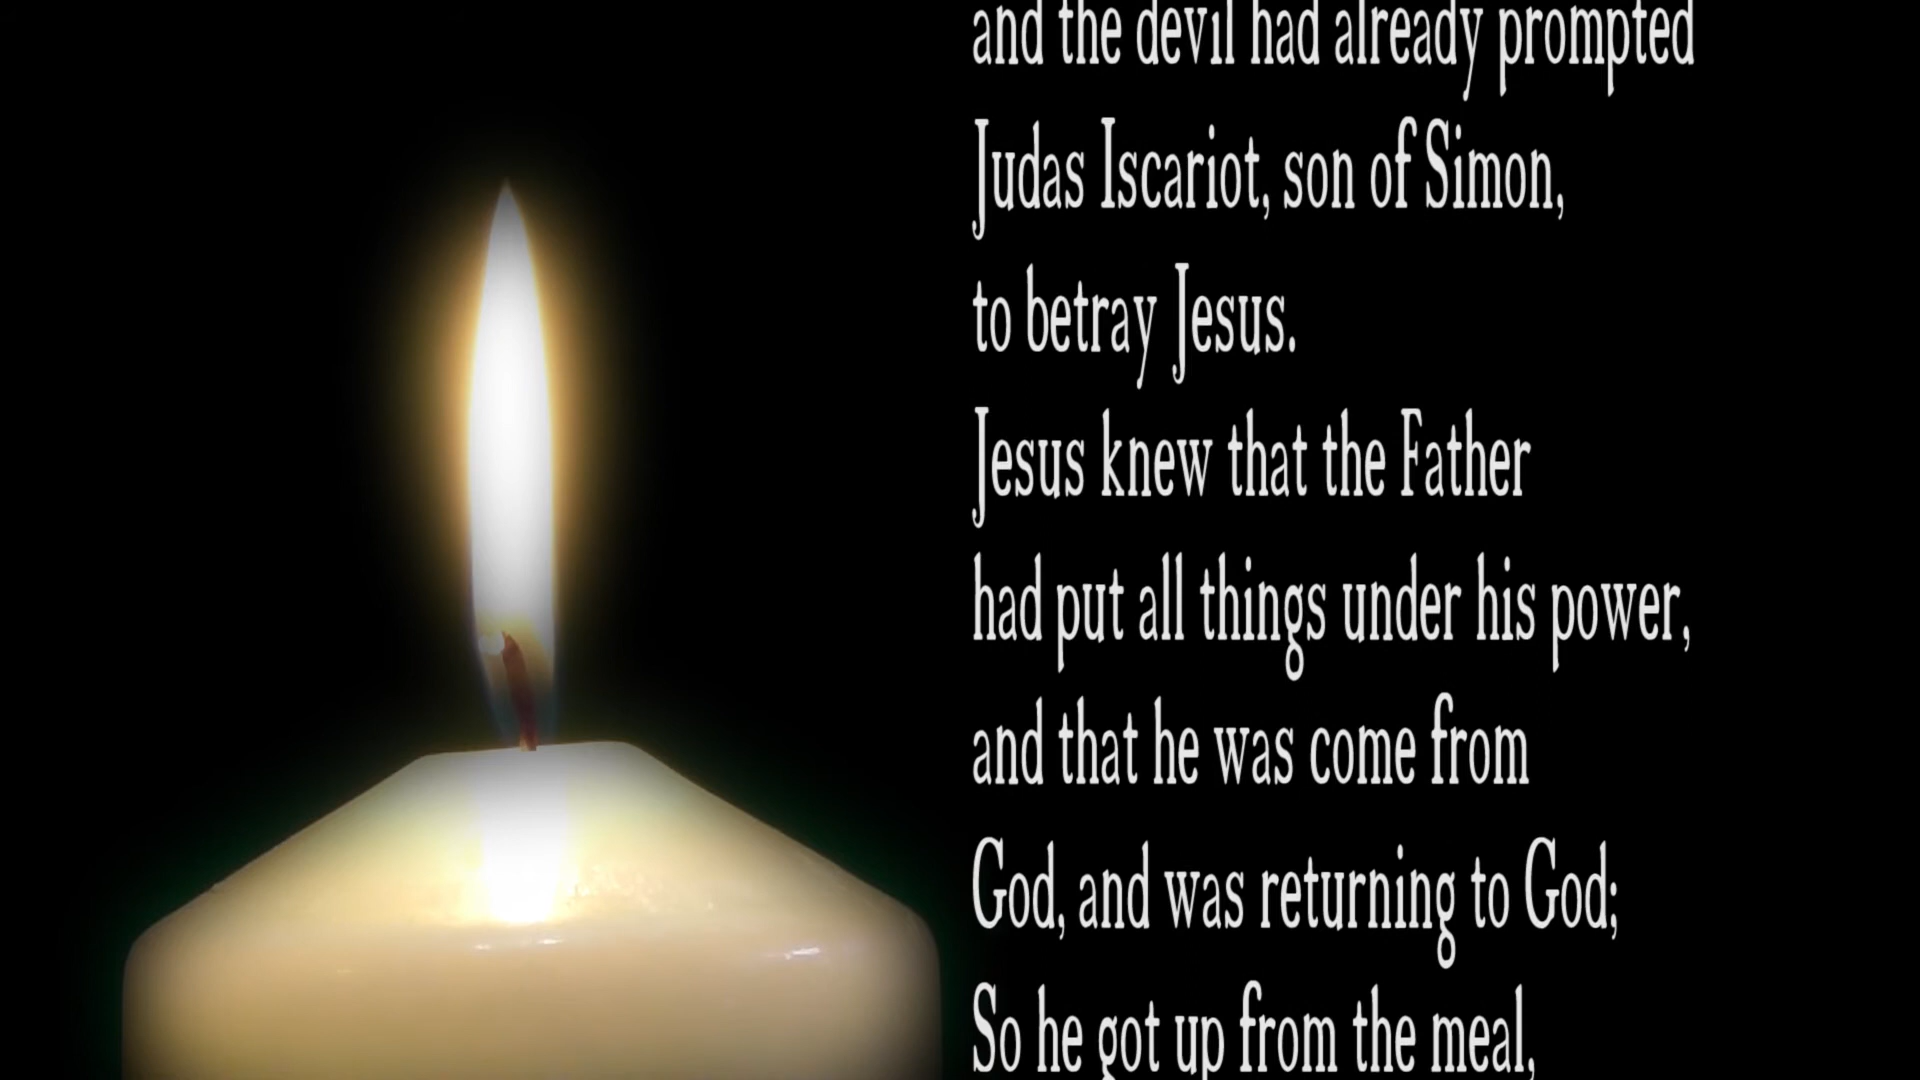 and the devil had already prompted
Judas Iscariot, son of Simon,
to betray Jesus.
Jesus knew that the Father
had put all things under his power,
and that he was come from
God, and was returning to God;
So he got up from the meal,